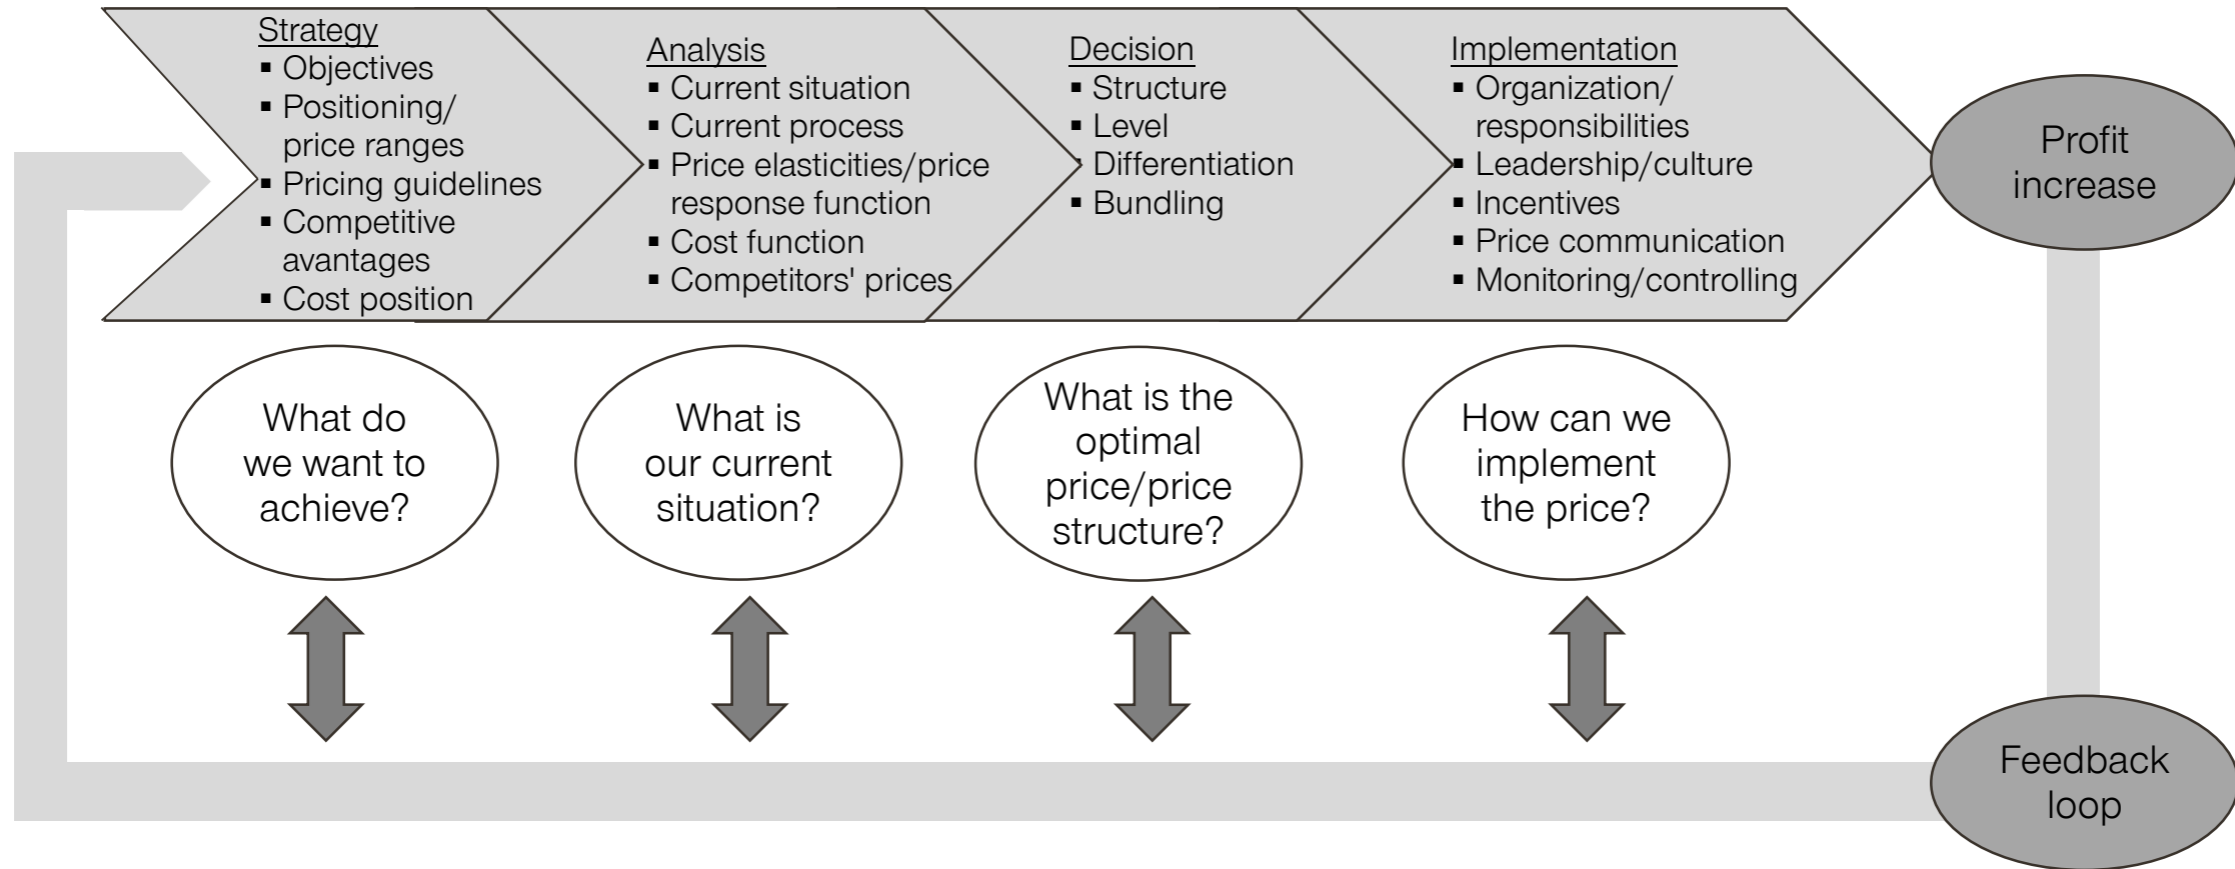 Strategy
▪ Objectives
▪ Positioning/
price ranges
▪ Pricing guidelines
▪ Competitive
avantages
▪ Cost position
Analysis
▪ Current situation
▪ Current process
▪ Price elasticities/price
response function
▪ Cost function
▪ Competitors' prices
Decision
▪ Structure
▪ Level
▪ Differentiation
▪ Bundling
Implementation
▪ Organization/
responsibilities
▪ Leadership/culture
▪ Incentives
▪ Price communication
▪ Monitoring/controlling
Profit
increase
What do
we want to
achieve?
What is
our current
situation?
What is the
optimal
price/price
structure?
How can we
implement
the price?
Feedback
loop